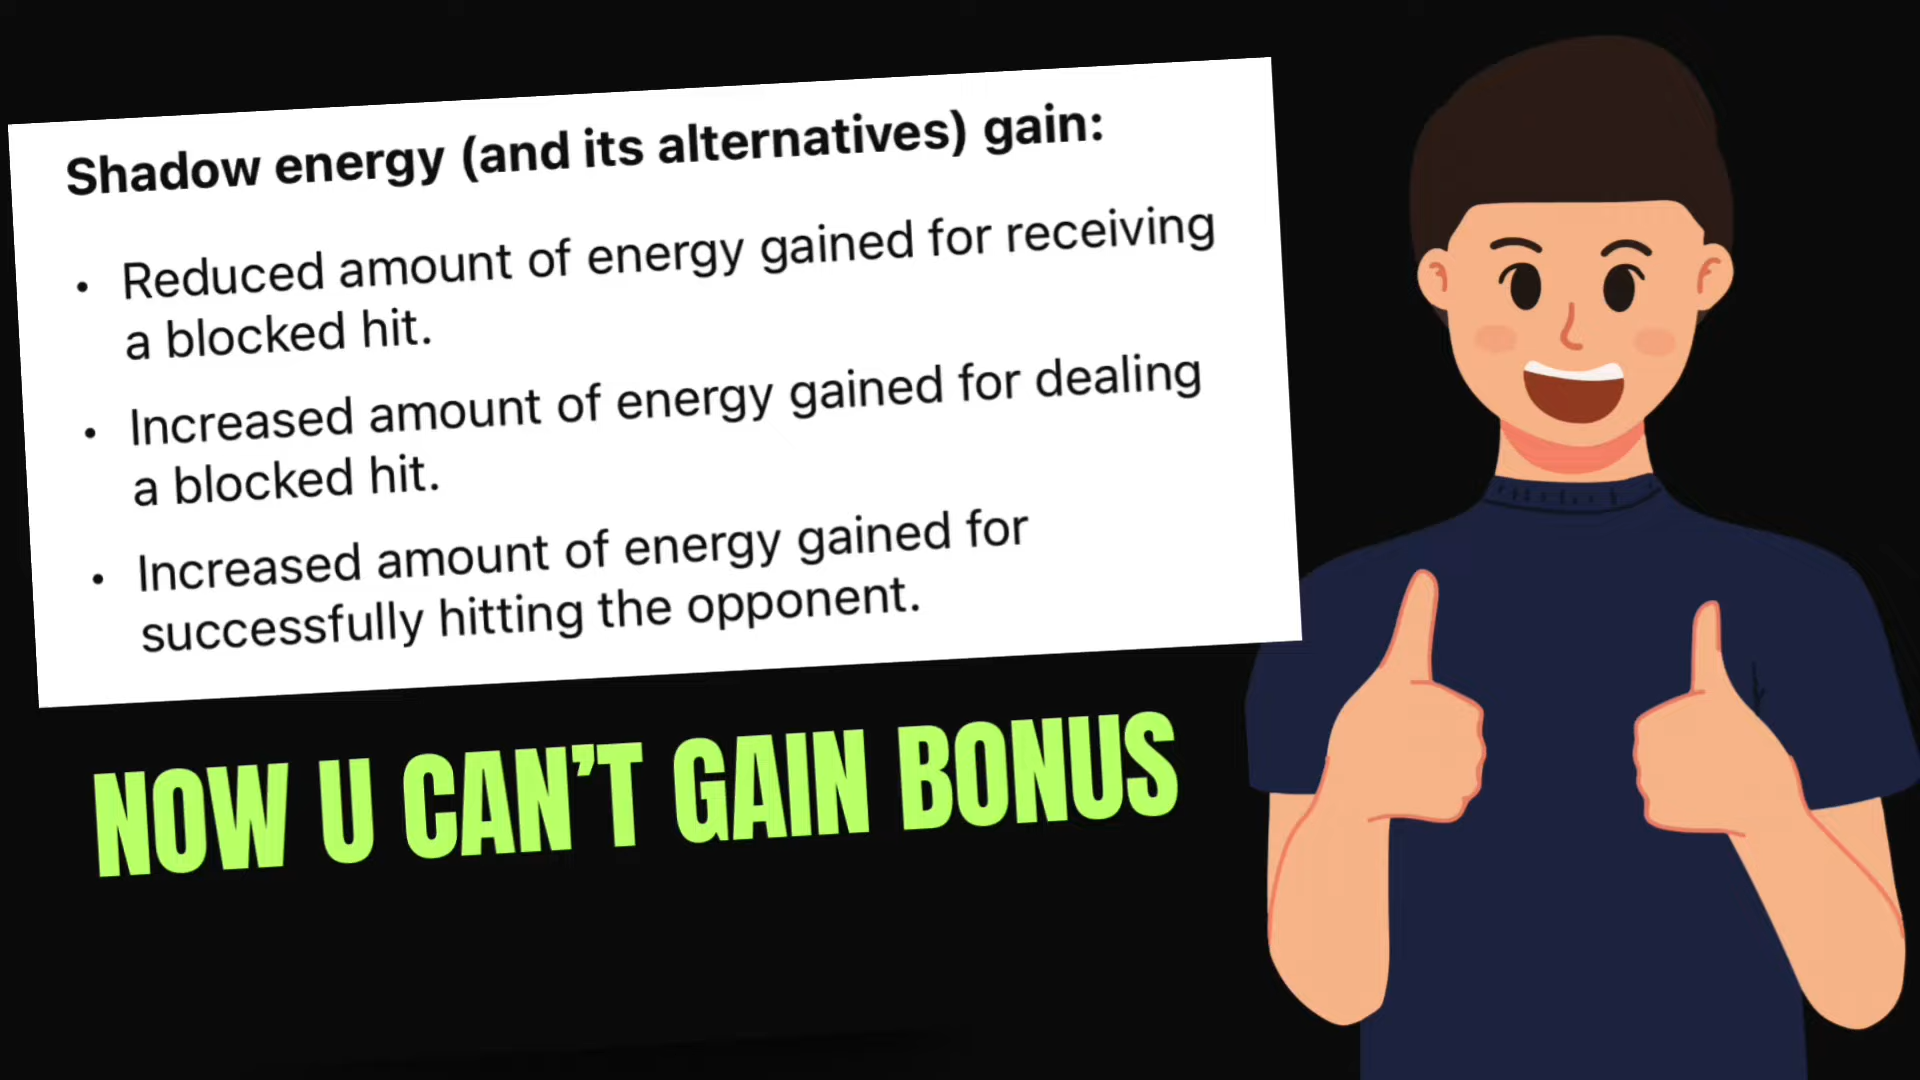 Shadow energy (and its alternatives) gain:
• Reduced amount of energy gained for receiving
a blocked hit.
• Increased amount of energy gained for dealing
a blocked hit.
• Increased amount of energy gained for
successfully hitting the opponent.
NOW U CAN'T GAIN BONUS